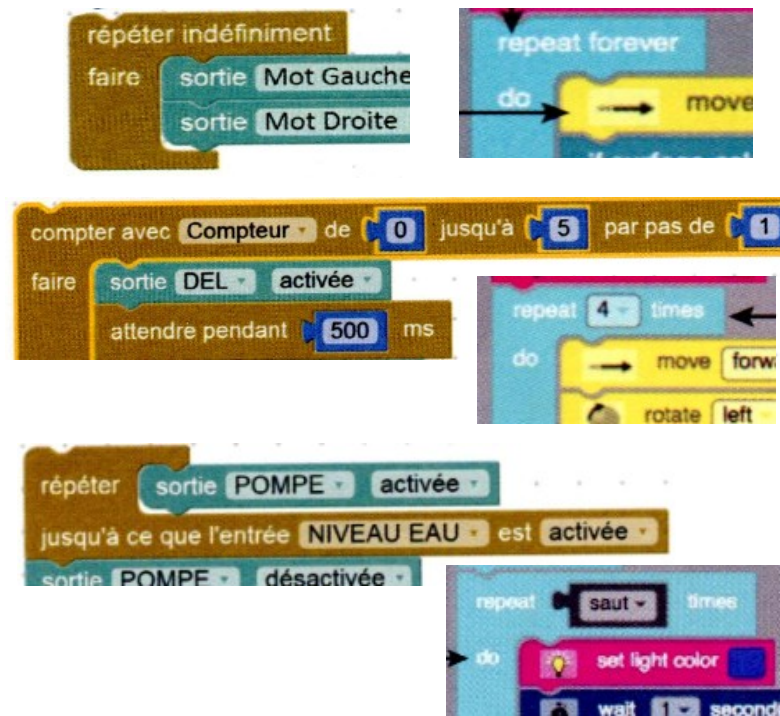 répéter indéfiniment
faire sortie Mot Gauche
sortie Mot Droite
repeat forever
do move
compter avec Compteur de 0 jusqu'à 5 par pas de 1
faire sortie DEL activée
attendre pendant 500 ms
repeat 4 times
do move forwa
rotate left
répéter sortie POMPE activée
jusqu'à ce que l'entrée NIVEAU EAU est activée
sortie POMPE désactivée
repeat saut times
do set light color
wait 1 second